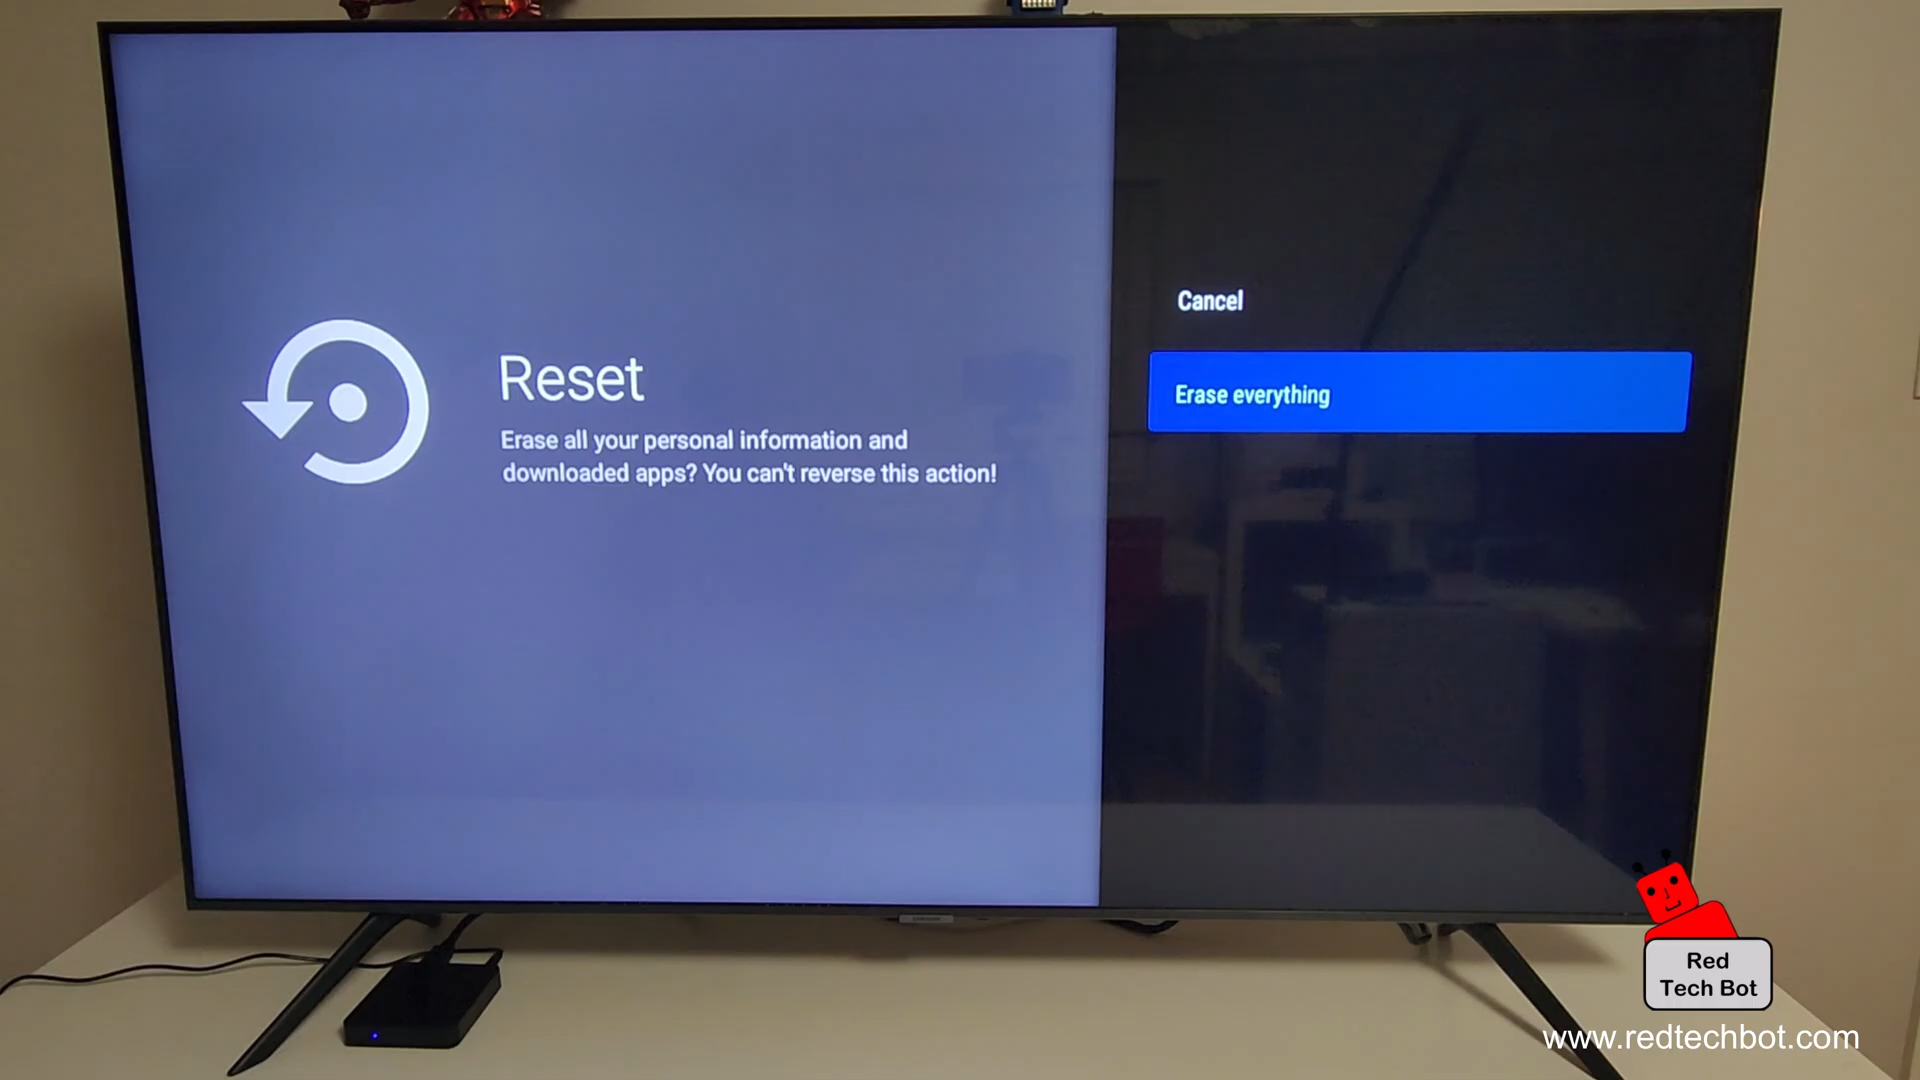 Reset
Erase all your personal information and
downloaded apps? You can't reverse this action!
Cancel
Erase everything
Red
Tech Bot
www.redtechbot.com